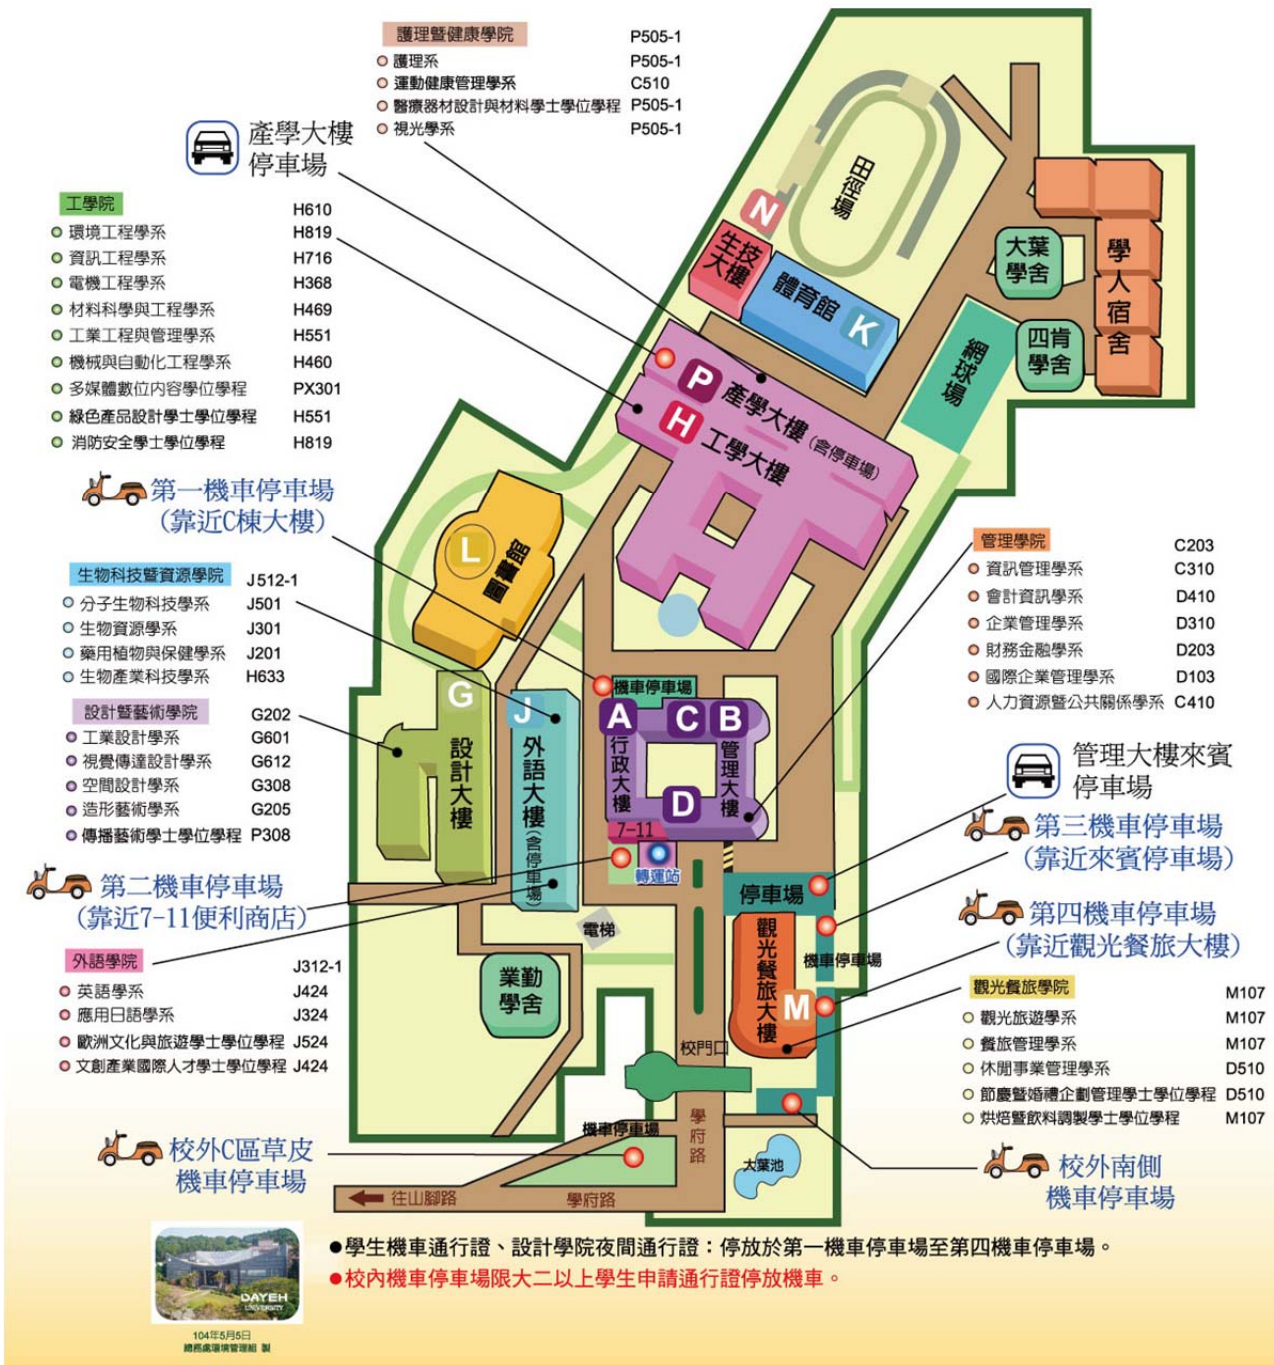 護理暨健康學院 P505-1
護理系 P505-1
運動健康管理學系 C510
醫療器材設計與材料學士學位學程 P505-1
視光學系 P505-1
產學大樓
停車場
工學院 H610
環境工程學系 H819
資訊工程學系 H716
電機工程學系 H368
材料科學與工程學系 H469
工業工程與管理學系 H551
機械與自動化工程學系 H460
多媒體數位內容學位學程 PX301
綠色產品設計學士學位學程 H551
消防安全學士學位學程 H819
第一機車停車場
(靠近C棟大樓)
生物科技暨資源學院 J512-1
分子生物科技學系 J501
生物資源學系 J301
藥用植物與保健學系 J201
生物產業科技學系 H633
設計暨藝術學院 G202
工業設計學系 G601
視覺傳達設計學系 G612
空間設計學系 G308
造形藝術學系 G205
傳播藝術學士學位學程 P308
第二機車停車場
(靠近7-11便利商店)
外語學院 J312-1
英語學系 J424
應用日語學系 J324
歐洲文化與旅遊學士學位學程 J524
文創產業國際人才學士學位學程 J424
校外C區草皮
機車停車場
田徑場
N
生技大樓
體育館
K
大葉
學舍
學人宿舍
四肯
學舍
網球場
P
產學大樓(含停車場)
H
工學大樓
L
圖書館
G
設計大樓
J
外語大樓(含停車場)
機車停車場
A
C
B
行政大樓
管理大樓
D
7-11
轉運站
停車場
電梯
觀光餐旅大樓
M
機車停車場
業勤
學舍
校門口
機車停車場
學府路
大葉池
往山腳路
學府路
管理學院 C203
資訊管理學系 C310
會計資訊學系 D410
企業管理學系 D310
財務金融學系 D203
國際企業管理學系 D103
人力資源暨公共關係學系 C410
管理大樓來賓
停車場
第三機車停車場
(靠近來賓停車場)
第四機車停車場
(靠近觀光餐旅大樓)
觀光餐旅學院 M107
觀光旅遊學系 M107
餐旅管理學系 M107
休閒事業管理學系 D510
節慶暨婚禮企劃管理學士學位學程 D510
烘焙暨飲料調製學士學位學程 M107
校外南側
機車停車場
●學生機車通行證、設計學院夜間通行證：停放於第一機車停車場至第四機車停車場。
●校內機車停車場限大二以上學生申請通行證停放機車。
DAYEH
UNIVERSITY
104年5月5日
總務處環境管理組 製